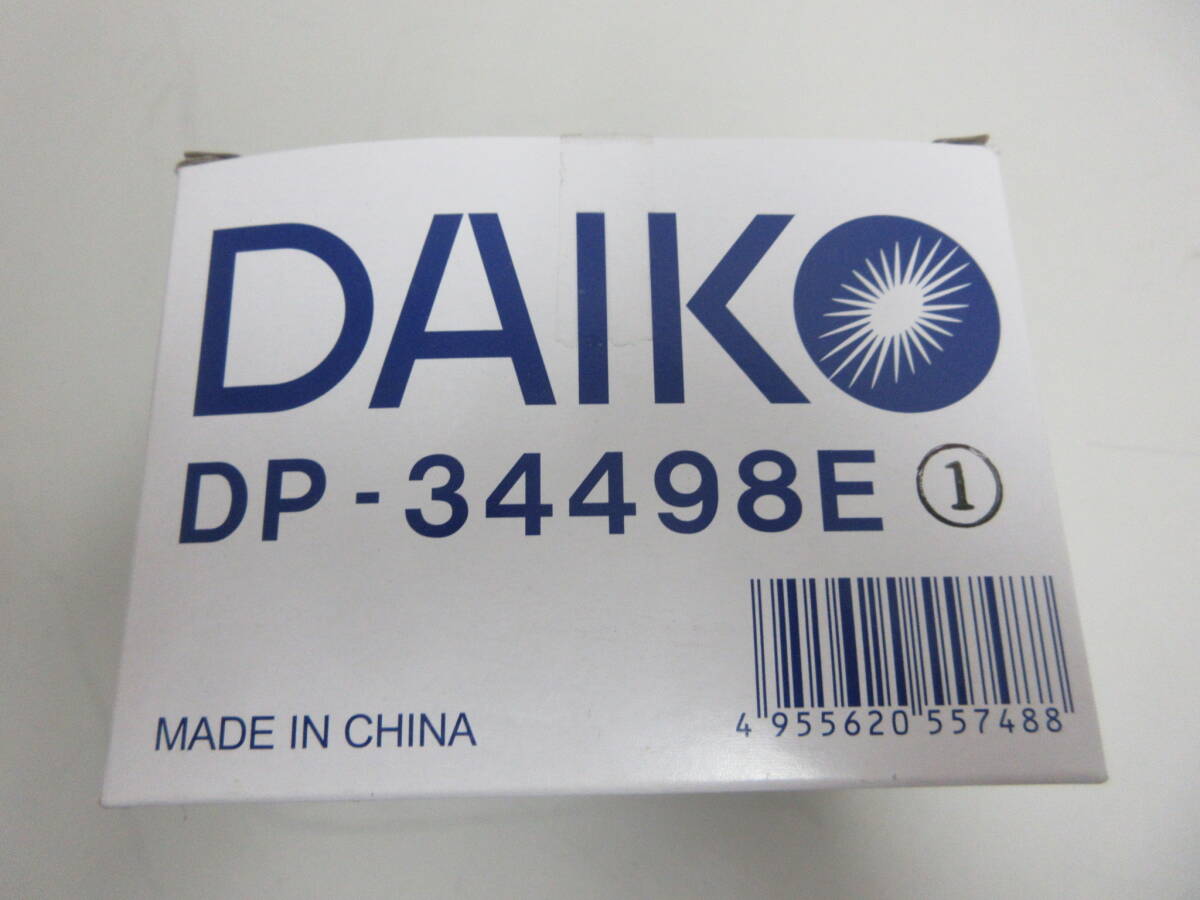 DAIKO
DP-34498E ①
MADE IN CHINA
4 955620 557488